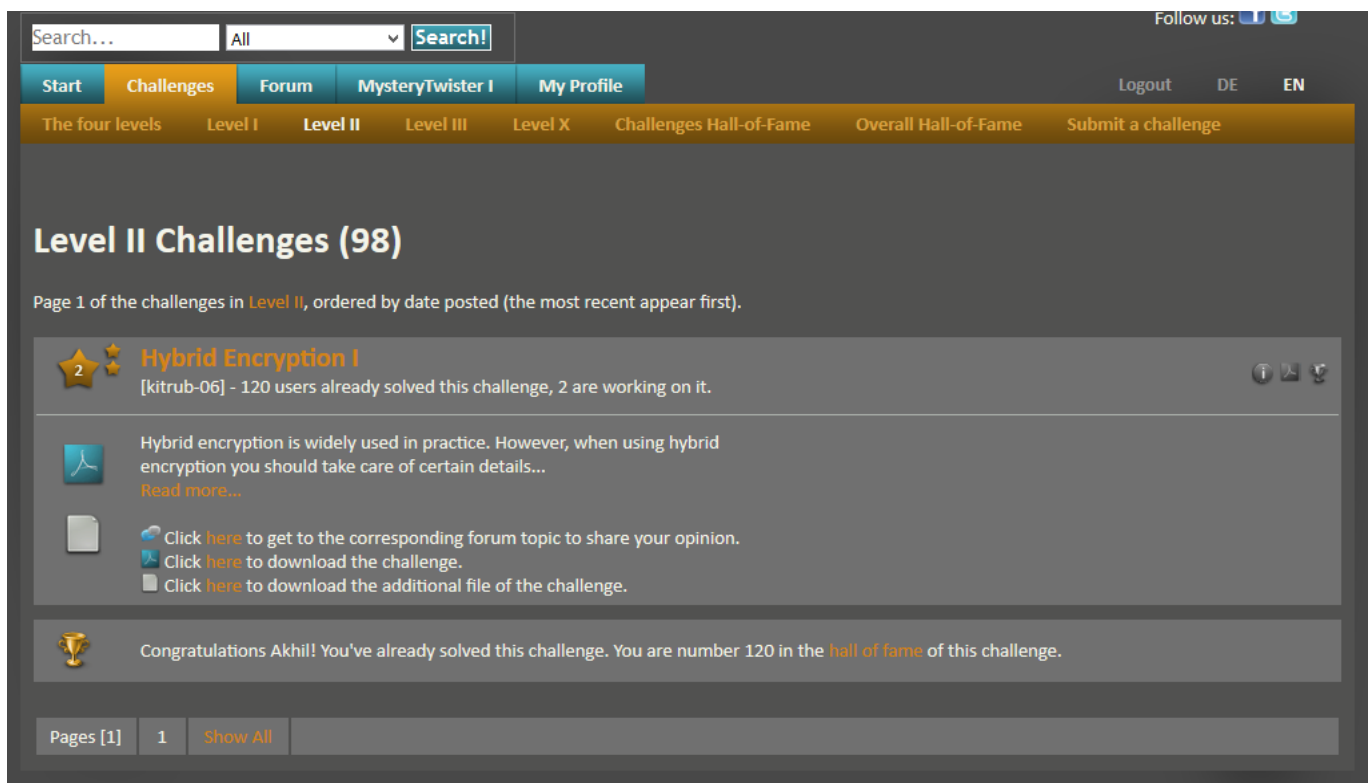 Follow us:
Search... All Search!
Start Challenges Forum MysteryTwister I My Profile Logout DE EN
The four levels Level I Level II Level III Level X Challenges Hall-of-Fame Overall Hall-of-Fame Submit a challenge
Level II Challenges (98)
Page 1 of the challenges in Level II, ordered by date posted (the most recent appear first).
2 Hybrid Encryption I
[kitrub-06] - 120 users already solved this challenge, 2 are working on it.
Hybrid encryption is widely used in practice. However, when using hybrid
encryption you should take care of certain details...
Read more...
Click here to get to the corresponding forum topic to share your opinion.
Click here to download the challenge.
Click here to download the additional file of the challenge.
Congratulations Akhil! You've already solved this challenge. You are number 120 in the hall of fame of this challenge.
Pages [1] 1 Show All